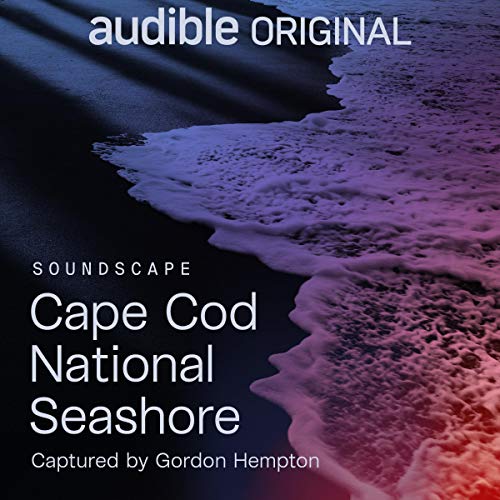 audible ORIGINAL
SOUNDSCAPE
Cape Cod
National
Seashore
Captured by Gordon Hempton